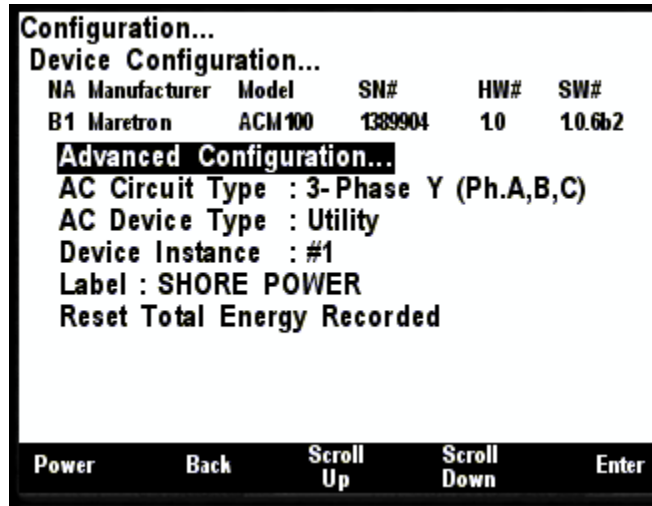 Configuration...
Device Configuration...
NA Manufacturer Model SN# HW# SW#
B1 Maretron ACM100 1389904 1.0 1.0.6b2
Advanced Configuration...
AC Circuit Type : 3-Phase Y (Ph.A,B,C)
AC Device Type : Utility
Device Instance : #1
Label : SHORE POWER
Reset Total Energy Recorded
Power Back Scroll Up Scroll Down Enter